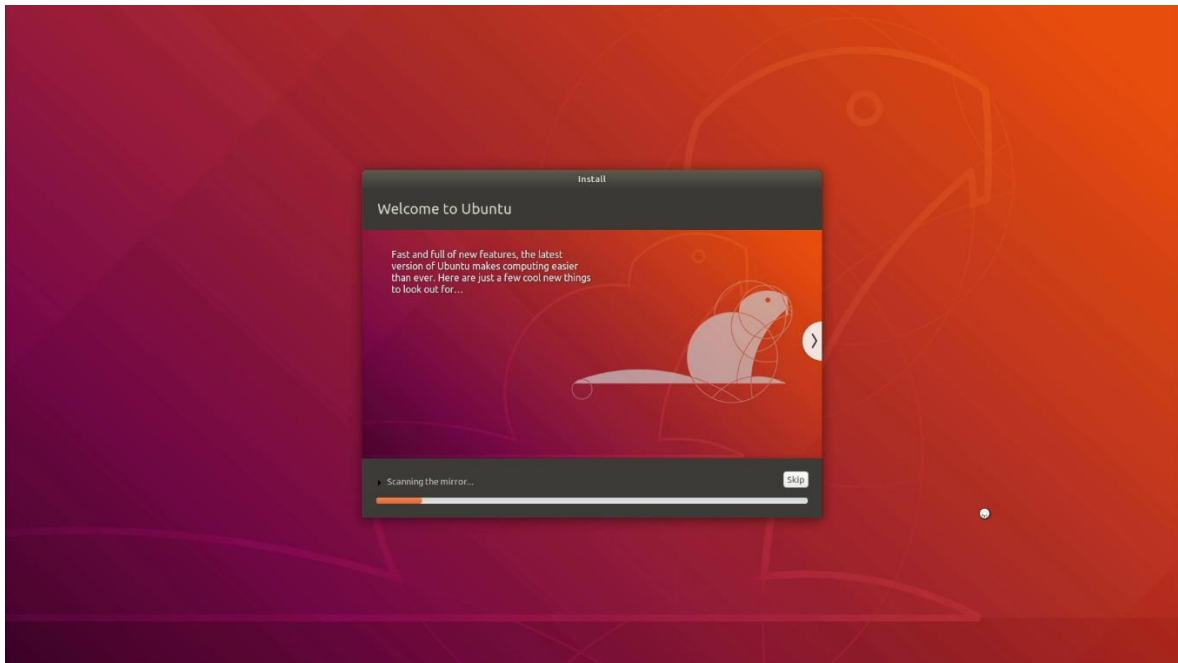 Install
Welcome to Ubuntu
Fast and full of new features, the latest
version of Ubuntu makes computing easier
than ever. Here are just a few cool new things
to look out for…
Scanning the mirror...
Skip